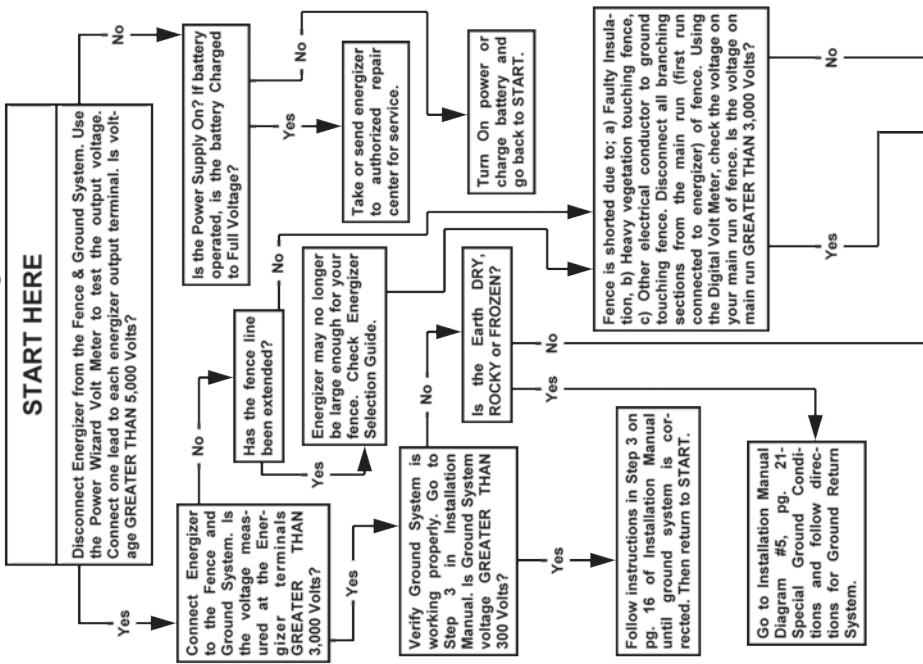 START HERE
Disconnect Energizer from the Fence & Ground System. Use
the Power Wizard Volt Meter to test the output voltage.
Connect one lead to each energizer output terminal. Is volt-
age GREATER THAN 5,000 Volts?
Yes
No
Connect Energizer
to the Fence and
Ground System. Is
the voltage meas-
ured at the Ener-
gizer terminals
GREATER THAN
3,000 Volts?
No
Yes
Has the fence line
been extended?
No
Yes
Energizer may no longer
be large enough for your
fence. Check Energizer
Selection Guide.
Is the Power Supply On? If battery
operated, is the battery Charged
to Full Voltage?
No
Yes
Take or send energizer
to authorized repair
center for service.
Turn On power or
charge battery and
go back to START.
Verify Ground System is
working properly. Go to
Step 3 in Installation
Manual. Is Ground System
voltage GREATER THAN
300 Volts?
No
Yes
Is the Earth DRY,
ROCKY or FROZEN?
No
Yes
Follow instructions in Step 3 on
pg. 16 of Installation Manual
until ground system is cor-
rected. Then return to START.
Go to Installation Manual
Diagram #5, pg. 21-
Special Ground Condi-
tions and follow direc-
tions for Ground Return
System.
Fence is shorted due to; a) Faulty Insula-
tion, b) Heavy vegetation touching fence,
c) Other electrical conductor to ground
touching fence. Disconnect all branching
sections from the main run (first run
connected to energizer) of fence. Using
the Digital Volt Meter, check the voltage on
your main run of fence. Is the voltage on
main run GREATER THAN 3,000 Volts?
Yes
No